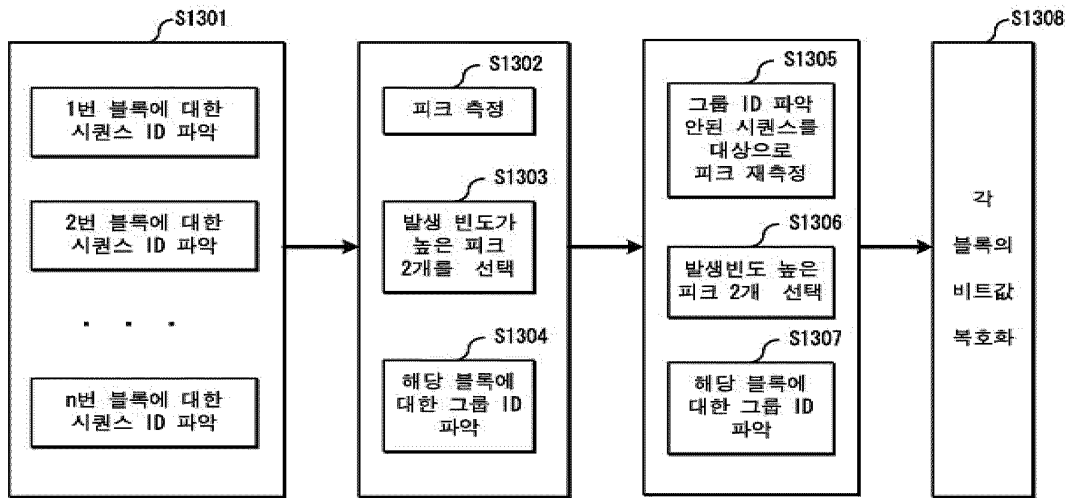 S1301
1번 블록에 대한
시퀀스 ID 파악
2번 블록에 대한
시퀀스 ID 파악
. . .
n번 블록에 대한
시퀀스 ID 파악
S1302
피크 측정
S1303
발생 빈도가
높은 피크
2개를 선택
S1304
해당 블록에
대한 그룹 ID
파악
S1305
그룹 ID 파악
안된 시퀀스를
대상으로
피크 재측정
S1306
발생빈도 높은
피크 2개 선택
S1307
해당 블록에
대한 그룹 ID
파악
S1308
각
블록의
비트값
복호화